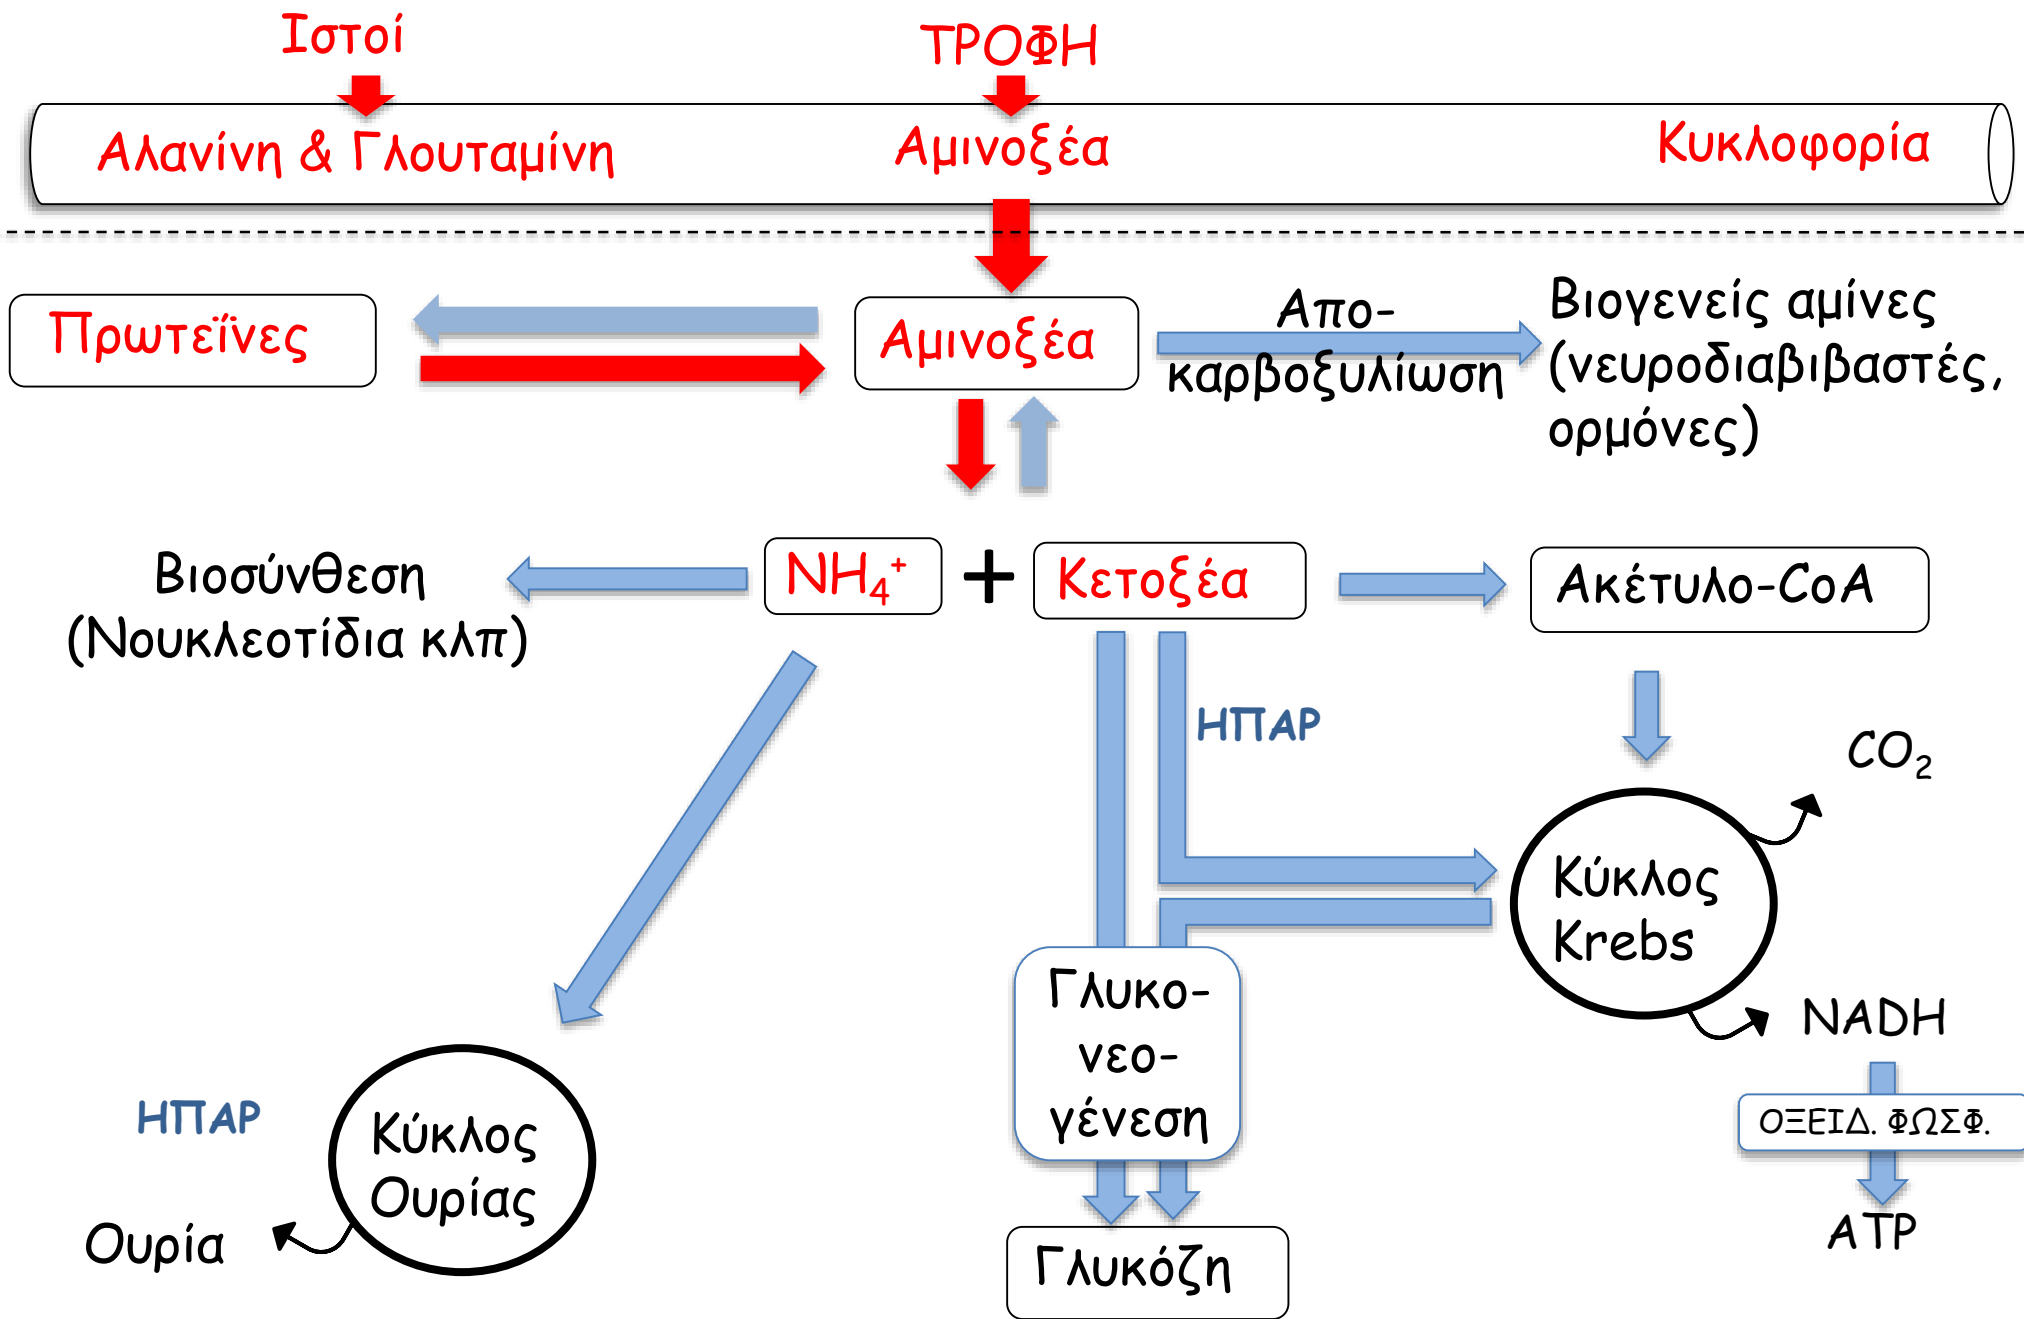 Ιστοί
ΤΡΟΦΗ
Αλανίνη & Γλουταμίνη
Αμινοξέα
Κυκλοφορία
Πρωτεΐνες
Αμινοξέα
Απο-
καρβοξυλίωση
Βιογενείς αμίνες
(νευροδιαβιβαστές,
ορμόνες)
Βιοσύνθεση
(Νουκλεοτίδια κλπ)
NH₄⁺
+
Κετοξέα
Ακέτυλο-CoA
ΗΠΑΡ
CO₂
Κύκλος
Krebs
Γλυκο-
νεο-
γένεση
NADH
ΟΞΕΙΔ. ΦΩΣΦ.
ATP
ΗΠΑΡ
Κύκλος
Ουρίας
Ουρία
Γλυκόζη